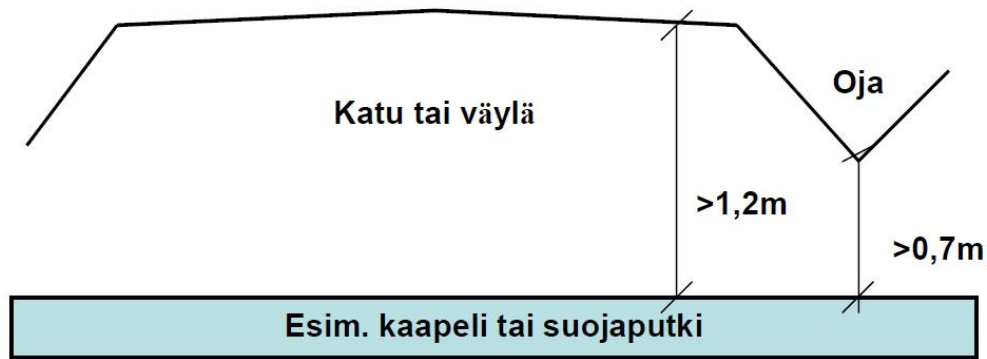 Oja
Katu tai väylä
>1,2m
>0,7m
Esim. kaapeli tai suojaputki